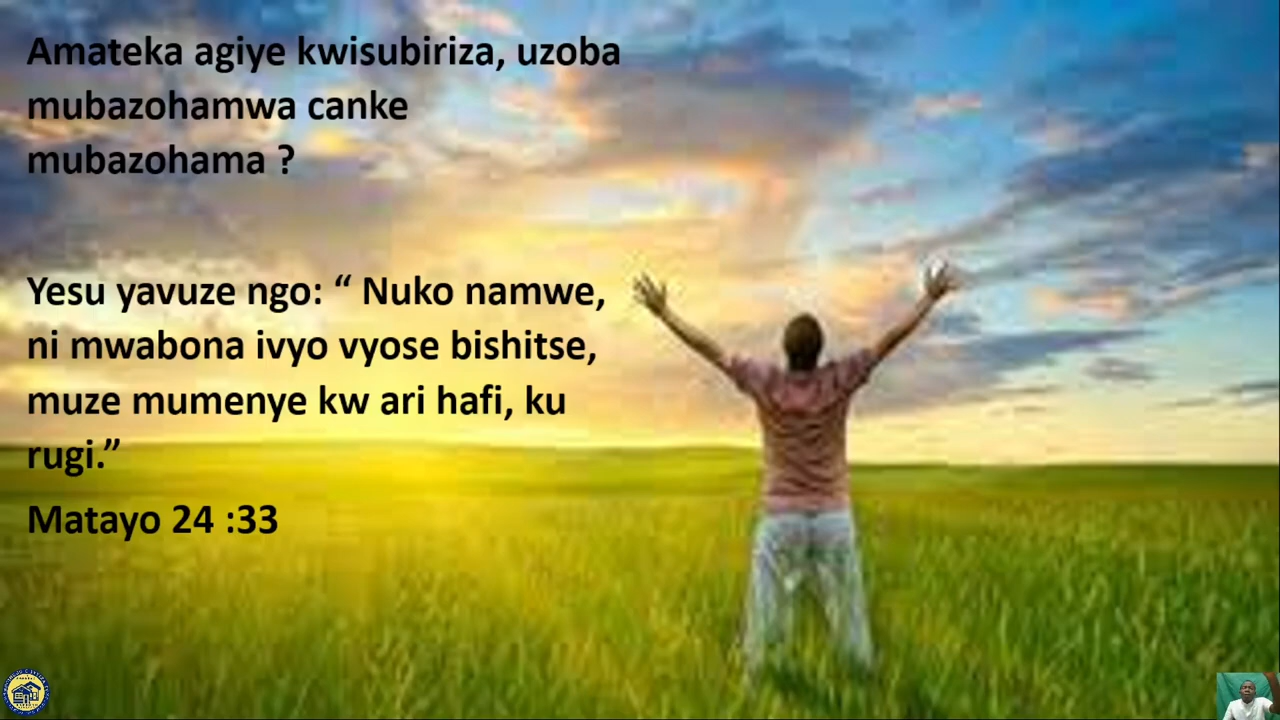 Amateka agiye kwisubiriza, uzoba
mubazohamwa canke
mubazohama ?
Yesu yavuze ngo: “ Nuko namwe,
ni mwabona ivyo vyose bishitse,
muze mumenye kw ari hafi, ku
rugi.”
Matayo 24 :33